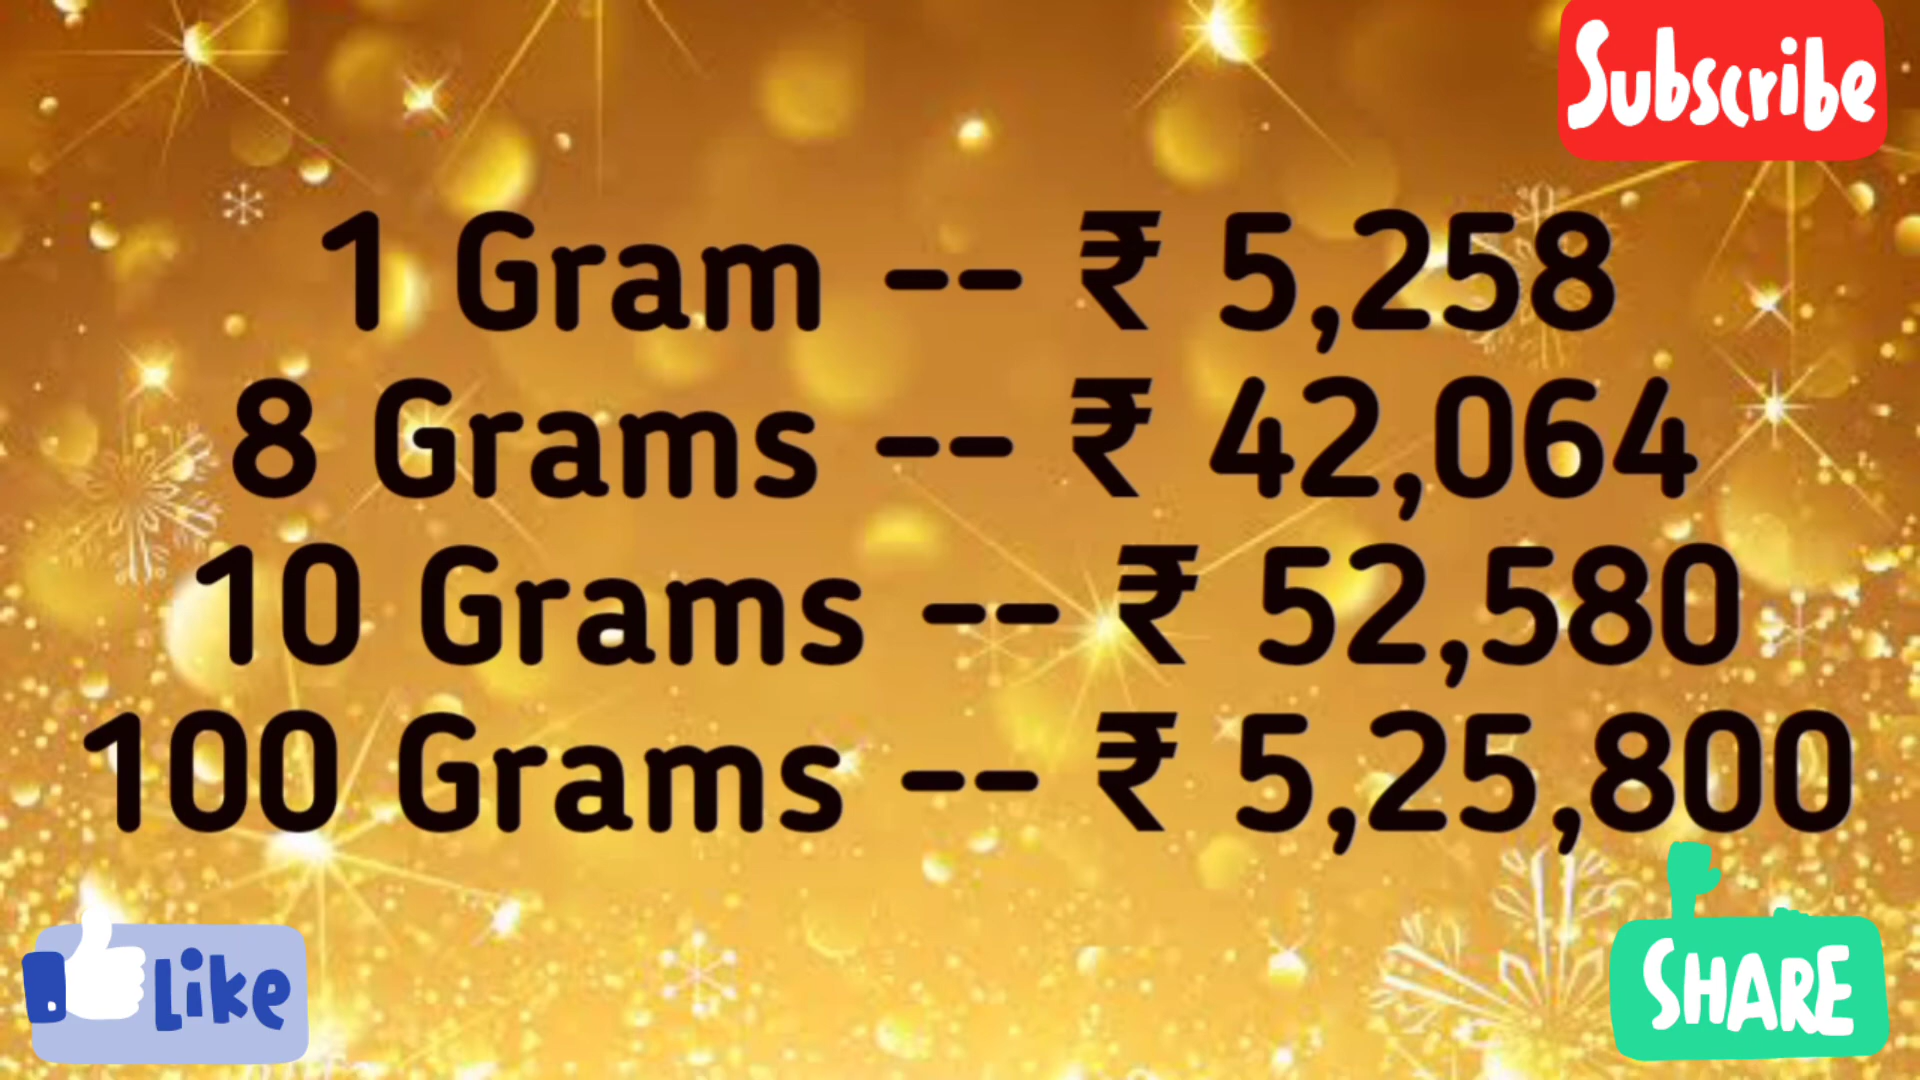 Subscribe
1 Gram -- ₹ 5,258
8 Grams -- ₹ 42,064
10 Grams -- ₹ 52,580
100 Grams -- ₹ 5,25,800
Like
SHARE